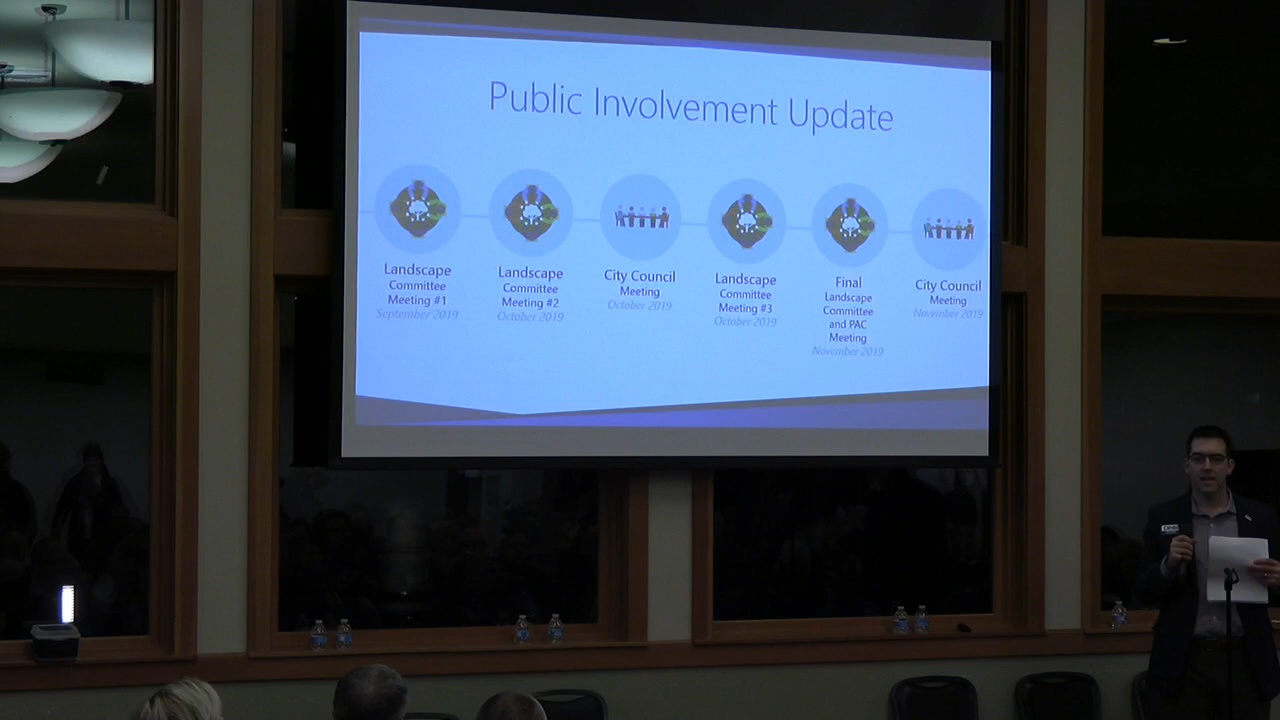 Public Involvement Update
Landscape
Committee
Meeting #1
September 2019
Landscape
Committee
Meeting #2
October 2019
City Council
Meeting
October 2019
Landscape
Committee
Meeting #3
October 2019
Final
Landscape
Committee
and PAC
Meeting
November 2019
City Council
Meeting
November 2019